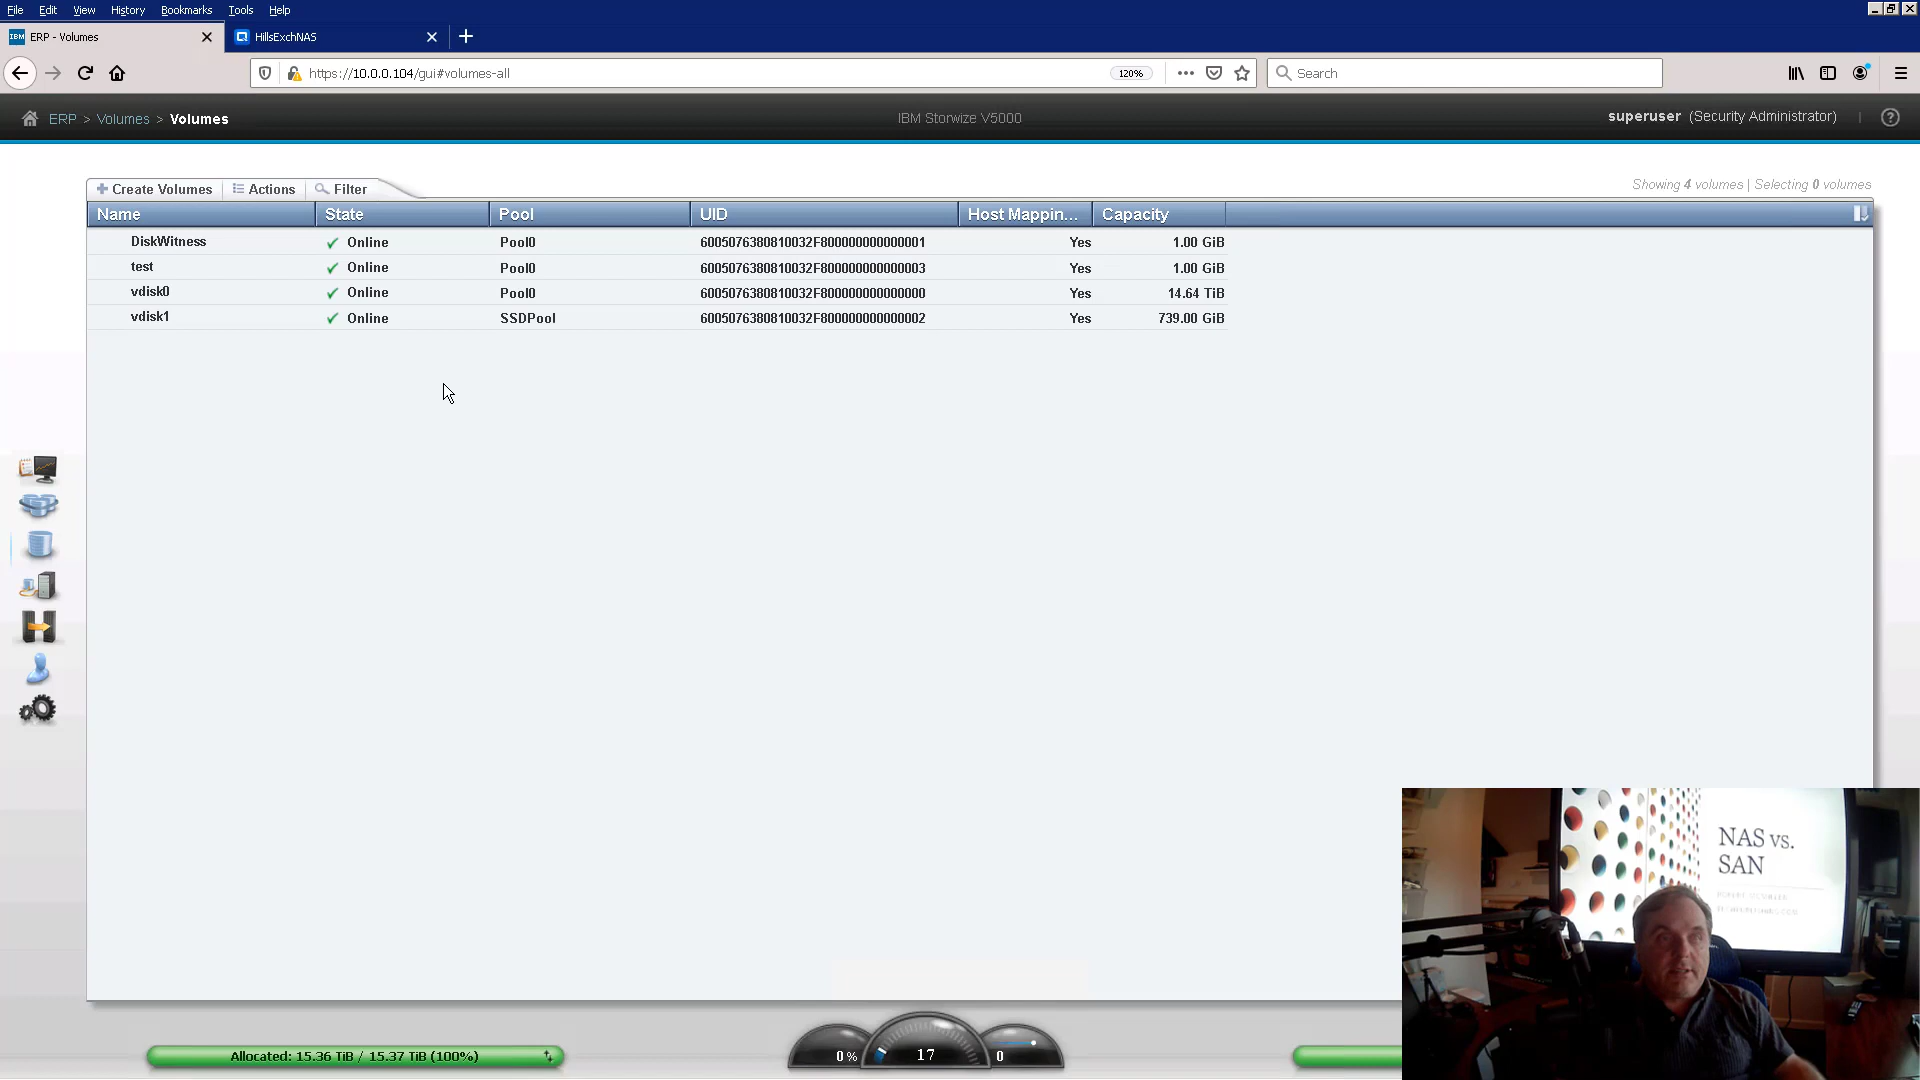 File Edit View History Bookmarks Tools Help
IBM ERP - Volumes HillsExchNAS
https://10.0.0.104/gui#volumes-all 120% Search
ERP > Volumes > Volumes IBM Storwize V5000 superuser (Security Administrator) | ?
Create Volumes Actions Filter Showing 4 volumes | Selecting 0 volumes
Name State Pool UID Host Mappin... Capacity
DiskWitness Online Pool0 6005076380810032F800000000000001 Yes 1.00 GiB
test Online Pool0 6005076380810032F800000000000003 Yes 1.00 GiB
vdisk0 Online Pool0 6005076380810032F800000000000000 Yes 14.64 TiB
vdisk1 Online SSDPool 6005076380810032F800000000000002 Yes 739.00 GiB
NAS vs.
SAN
Allocated: 15.36 TiB / 15.37 TiB (100%) 0% 17 0